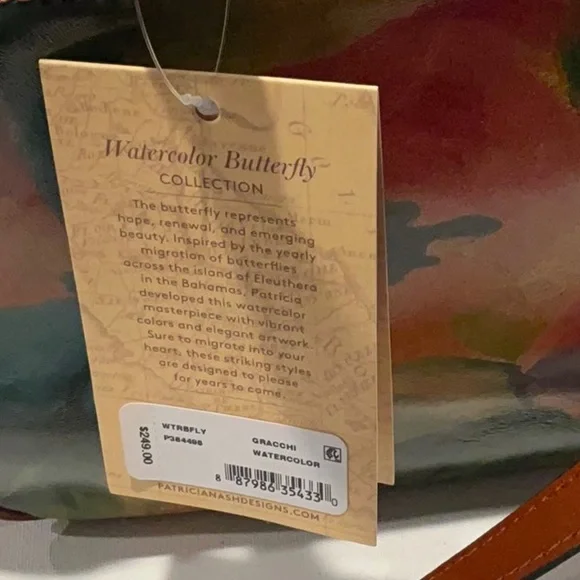 Watercolor Butterfly
COLLECTION
The butterfly represents
hope, renewal, and emerging
beauty. Inspired by the yearly
migration of butterflies
across the island of Eleuthera
in the Bahamas, Patricia
developed this watercolor
masterpiece with vibrant
colors and elegant artwork.
Sure to migrate into your
heart, these striking styles
are designed to please
for years to come.
$249.00
WTRBFLY
P384495
GRACCHI
WATERCOLOR
8 87986 35433 0
PATRICIANASHDESIGNS.COM